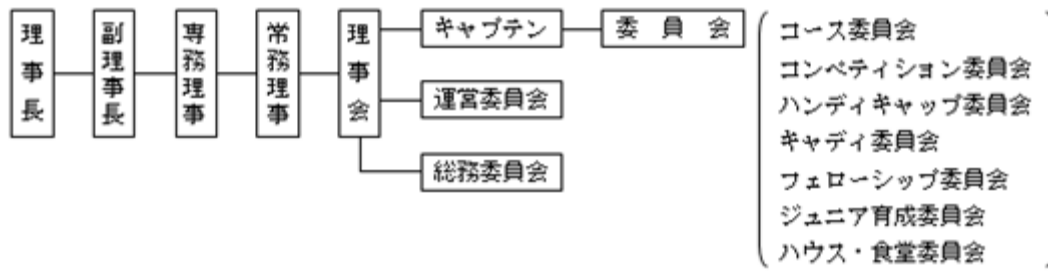 理事長
副理事長
専務理事
常務理事
理事会
キャプテン
委員会
運営委員会
総務委員会
コース委員会
コンペティション委員会
ハンディキャップ委員会
キャディ委員会
フェローシップ委員会
ジュニア育成委員会
ハウス・食堂委員会